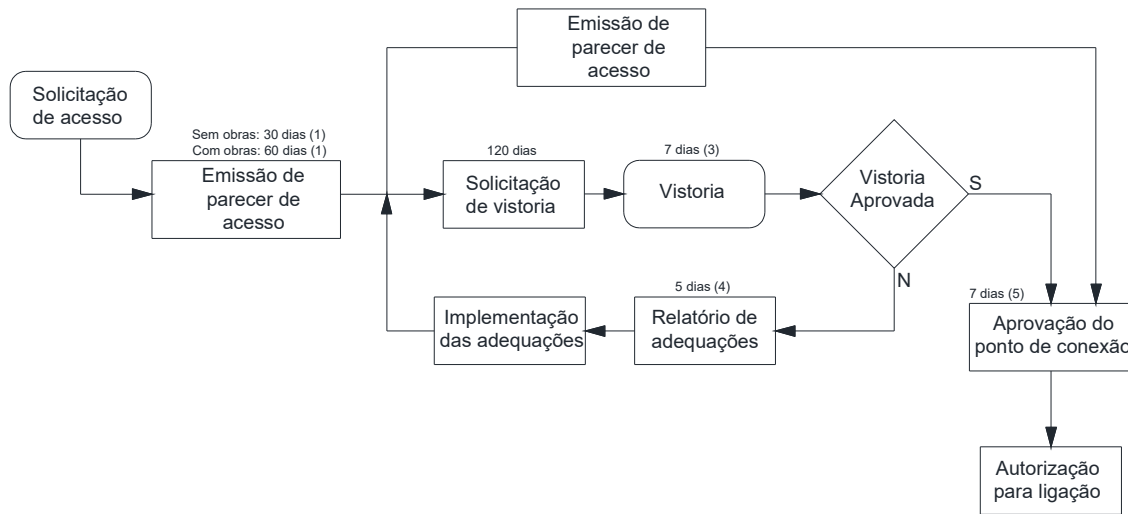 Emissão de
parecer de
acesso
Solicitação
de acesso
Sem obras: 30 dias (1)
Com obras: 60 dias (1)
Emissão de
parecer de
acesso
120 dias
Solicitação
de vistoria
7 dias (3)
Vistoria
Vistoria
Aprovada
S
N
Implementação
das adequações
5 dias (4)
Relatório de
adequações
7 dias (5)
Aprovação do
ponto de conexão
Autorização
para ligação